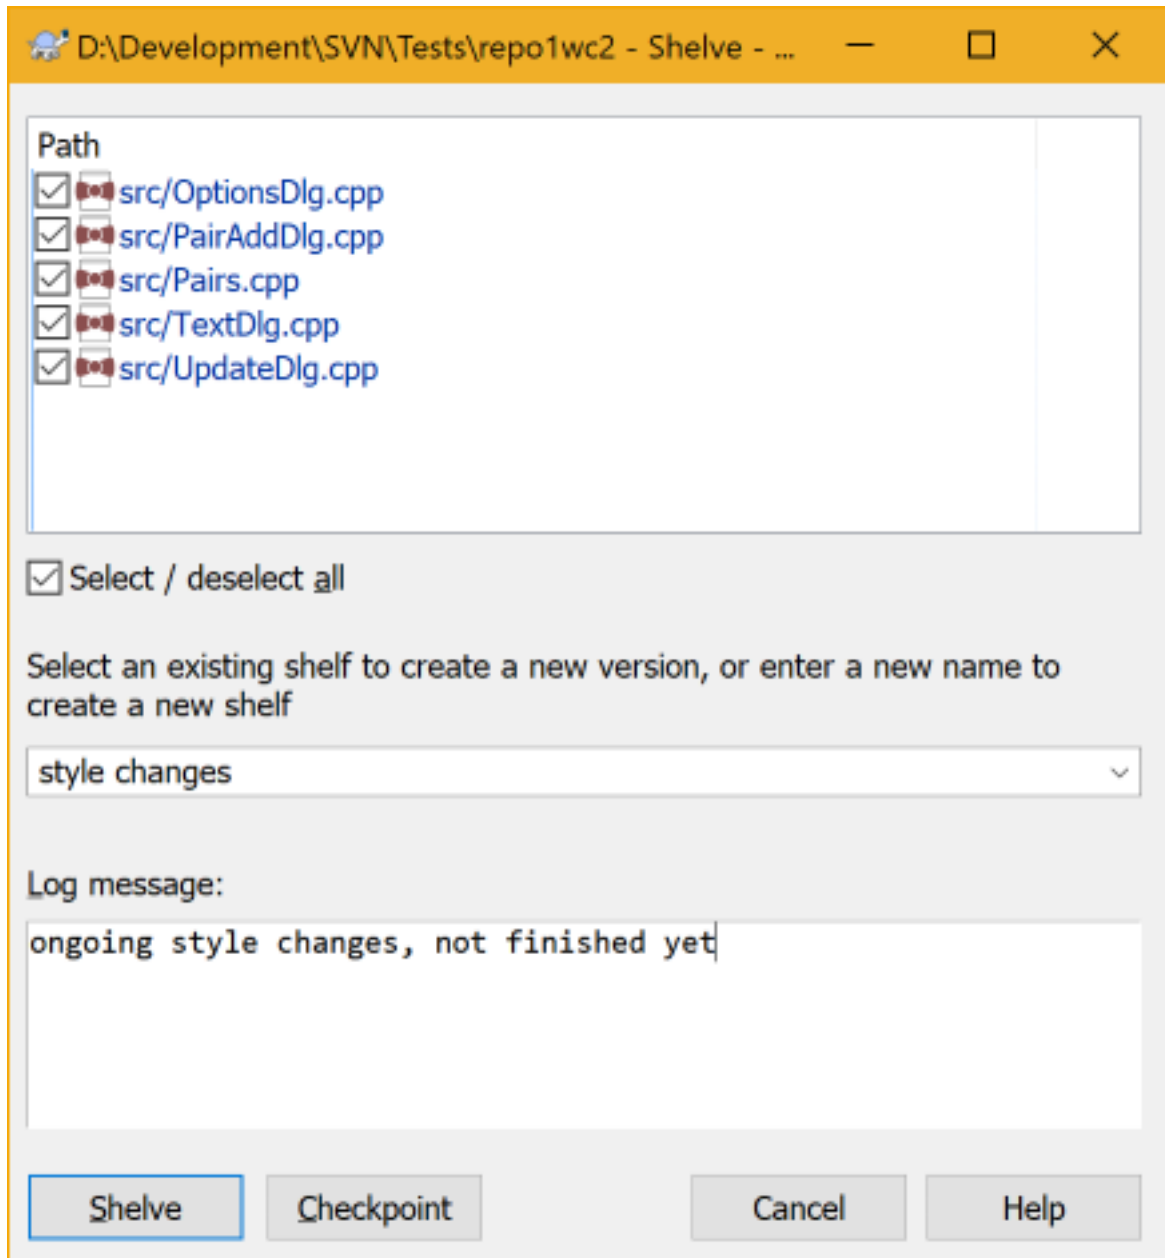 D:\Development\SVN\Tests\repo1wc2 - Shelve - ...
Path
src/OptionsDlg.cpp
src/PairAddDlg.cpp
src/Pairs.cpp
src/TextDlg.cpp
src/UpdateDlg.cpp
Select / deselect all
Select an existing shelf to create a new version, or enter a new name to
create a new shelf
style changes
Log message:
ongoing style changes, not finished yet
Shelve Checkpoint Cancel Help